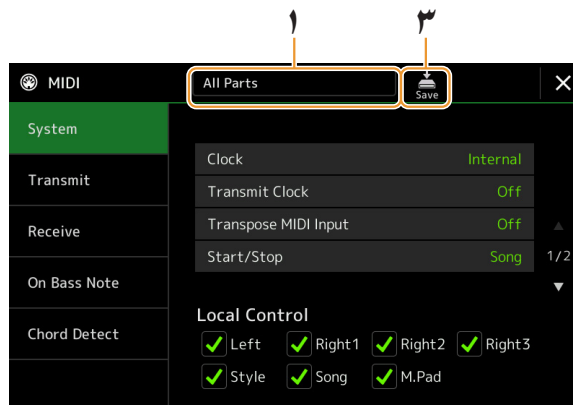 ١ ٣
MIDI All Parts Save
System
Transmit
Receive
On Bass Note
Chord Detect
Clock Internal
Transmit Clock Off
Transpose MIDI Input Off
Start/Stop Song
1/2
Local Control
Left Right1 Right2 Right3
Style Song M.Pad